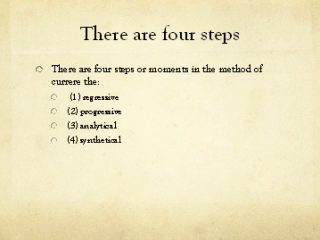 There are four steps
There are four steps or moments in the method of
currere the:
(1) regressive
(2) progressive
(3) analytical
(4) synthetical